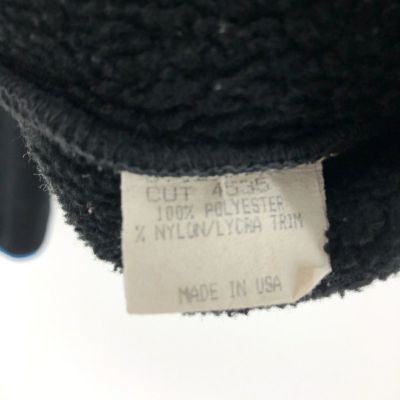 CUT 4535
100% POLYESTER
% NYLON/LYCRA TRIM
MADE IN USA